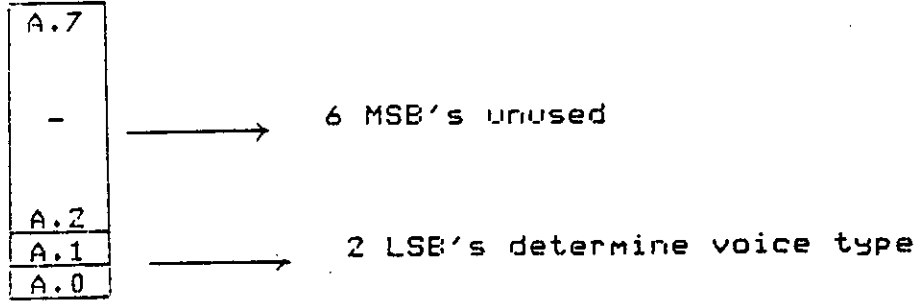 A.7
- 6 MSB's unused
A.2
A.1 2 LSB's determine voice type
A.0